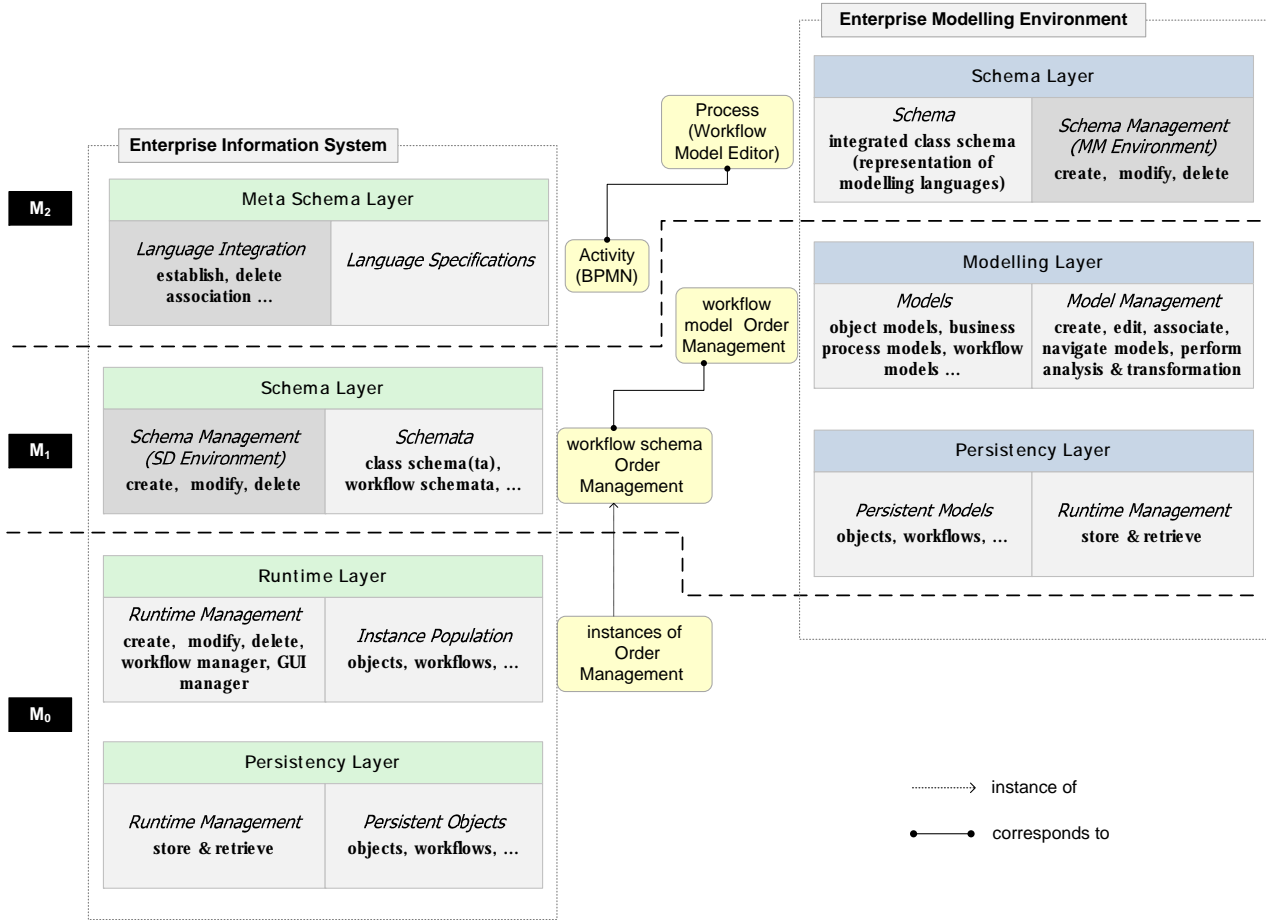 Enterprise Modelling Environment
Schema Layer
Schema
integrated class schema
(representation of
modelling languages)
Schema Management
(MM Environment)
create, modify, delete
Process
(Workflow
Model Editor)
Enterprise Information System
M2
Meta Schema Layer
Language Integration
establish, delete
association ...
Language Specifications
Activity
(BPMN)
Modelling Layer
Models
object models, business
process models, workflow
models ...
Model Management
create, edit, associate,
navigate models, perform
analysis & transformation
workflow
model Order
Management
M1
Schema Layer
Schema Management
(SD Environment)
create, modify, delete
Schemata
class schema(ta),
workflow schemata, ...
workflow schema
Order
Management
Persistency Layer
Persistent Models
objects, workflows, ...
Runtime Management
store & retrieve
Runtime Layer
Runtime Management
create, modify, delete,
workflow manager, GUI
manager
Instance Population
objects, workflows, ...
instances of
Order
Management
M0
Persistency Layer
Runtime Management
store & retrieve
Persistent Objects
objects, workflows, ...
instance of
corresponds to